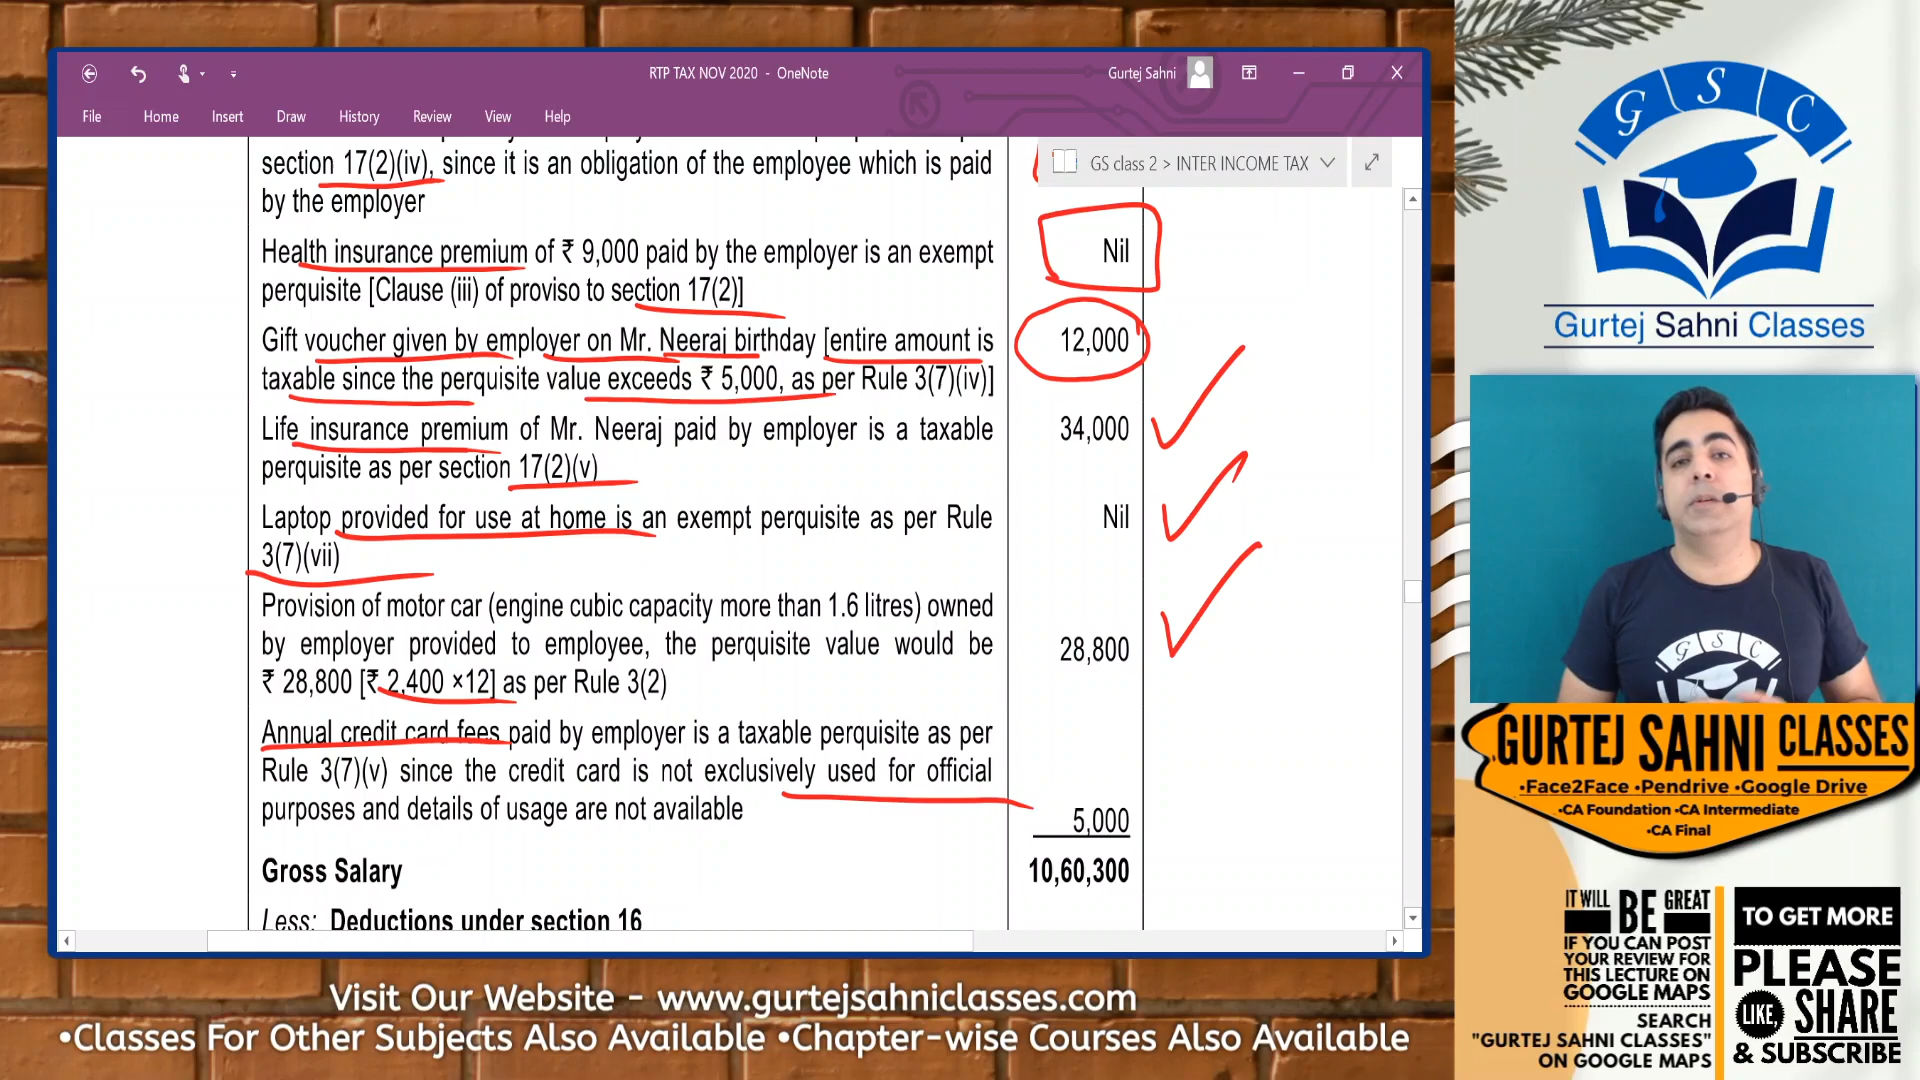 RTP TAX NOV 2020 - OneNote
Gurtej Sahni
File Home Insert Draw History Review View Help
GS class 2 > INTER INCOME TAX
section 17(2)(iv), since it is an obligation of the employee which is paid
by the employer
Health insurance premium of ₹ 9,000 paid by the employer is an exempt Nil
perquisite [Clause (iii) of proviso to section 17(2)]
Gift voucher given by employer on Mr. Neeraj birthday [entire amount is 12,000
taxable since the perquisite value exceeds ₹ 5,000, as per Rule 3(7)(iv)]
Life insurance premium of Mr. Neeraj paid by employer is a taxable 34,000
perquisite as per section 17(2)(v)
Laptop provided for use at home is an exempt perquisite as per Rule Nil
3(7)(vii)
Provision of motor car (engine cubic capacity more than 1.6 litres) owned
by employer provided to employee, the perquisite value would be 28,800
₹ 28,800 [₹ 2,400 ×12] as per Rule 3(2)
Annual credit card fees paid by employer is a taxable perquisite as per
Rule 3(7)(v) since the credit card is not exclusively used for official
purposes and details of usage are not available 5,000
Gross Salary 10,60,300
Less: Deductions under section 16
GSC
Gurtej Sahni Classes
GSC
GURTEJ SAHNI CLASSES
•Face2Face •Pendrive •Google Drive
•CA Foundation •CA Intermediate
•CA Final
IT WILL BE GREAT
IF YOU CAN POST
YOUR REVIEW FOR
THIS LECTURE ON
GOOGLE MAPS
SEARCH
"GURTEJ SAHNI CLASSES"
ON GOOGLE MAPS
TO GET MORE
PLEASE
LIKE, SHARE
& SUBSCRIBE
Visit Our Website - www.gurtejsahniclasses.com
•Classes For Other Subjects Also Available •Chapter-wise Courses Also Available